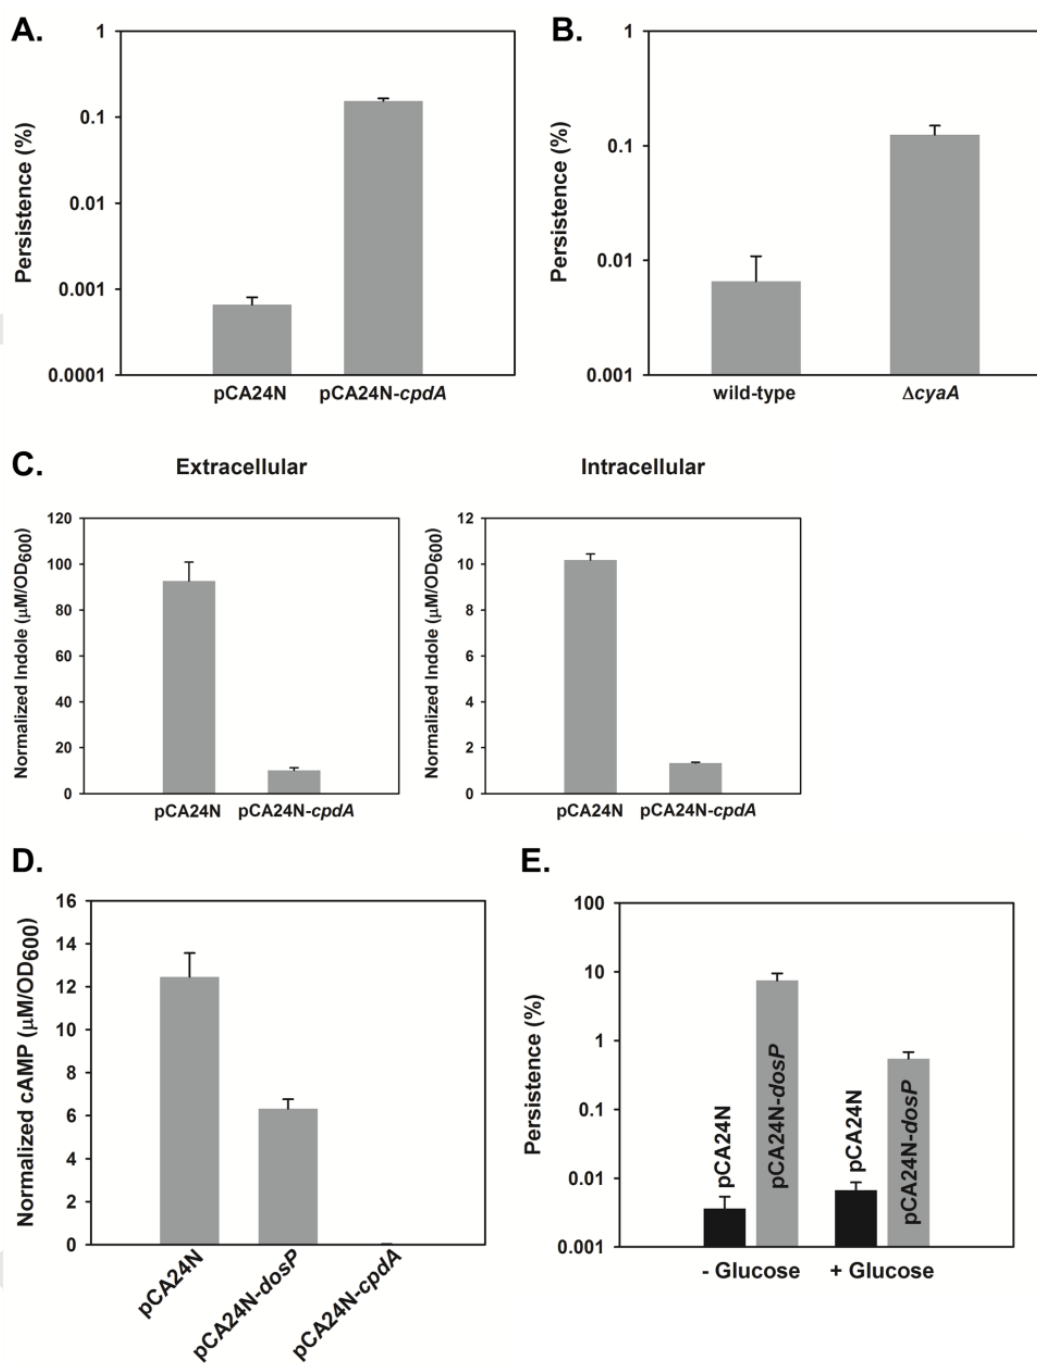 A.
1
0.1
0.01
0.001
0.0001
Persistence (%)
pCA24N
pCA24N-cpdA
B.
1
0.1
0.01
0.001
Persistence (%)
wild-type
ΔcyaA
C.
Extracellular
120
100
80
60
40
20
0
Normalized Indole (μM/OD600)
pCA24N
pCA24N-cpdA
Intracellular
12
10
8
6
4
2
0
Normalized Indole (μM/OD600)
pCA24N
pCA24N-cpdA
D.
16
14
12
10
8
6
4
2
0
Normalized cAMP (μM/OD600)
pCA24N
pCA24N-dosP
pCA24N-cpdA
E.
100
10
1
0.1
0.01
0.001
Persistence (%)
pCA24N
pCA24N-dosP
pCA24N
pCA24N-dosP
- Glucose
+ Glucose